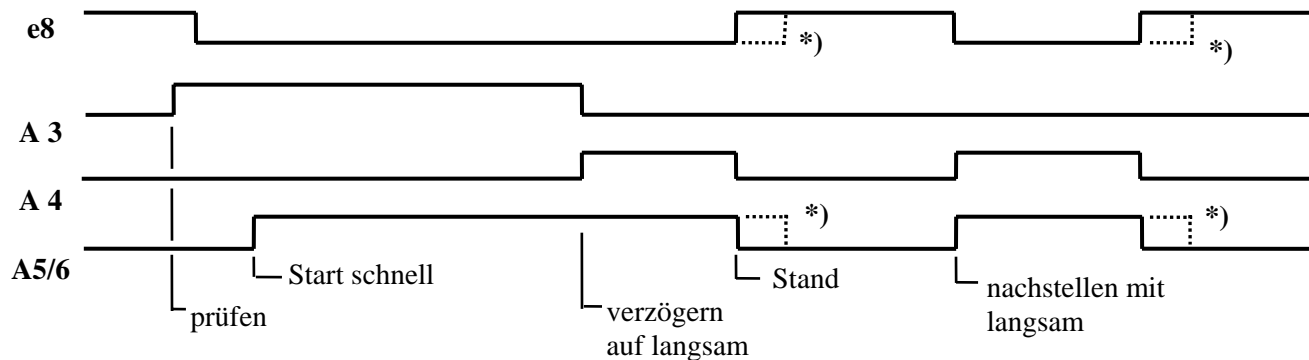 e8
*)
*)
A 3
A 4
*)
*)
A5/6
Start schnell
Stand
nachstellen mit
langsam
prüfen
verzögern
auf langsam